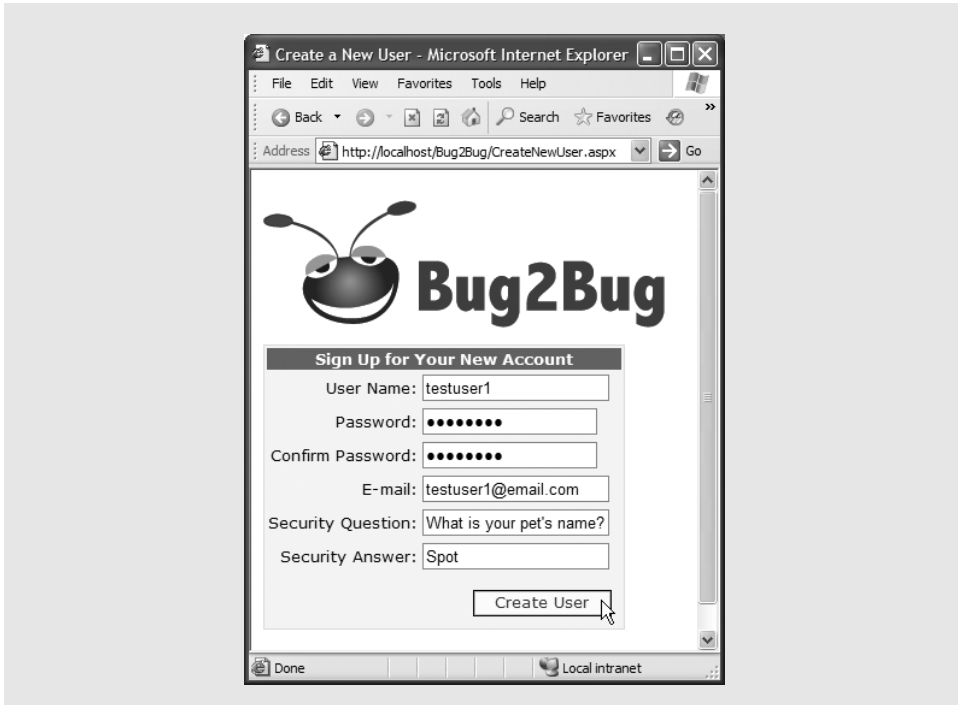 Create a New User - Microsoft Internet Explorer
File Edit View Favorites Tools Help
Back Search Favorites »
Address http://localhost/Bug2Bug/CreateNewUser.aspx Go
Bug2Bug
Sign Up for Your New Account
User Name: testuser1
Password: ••••••••
Confirm Password: ••••••••
E-mail: testuser1@email.com
Security Question: What is your pet's name?
Security Answer: Spot
Create User
Done Local intranet